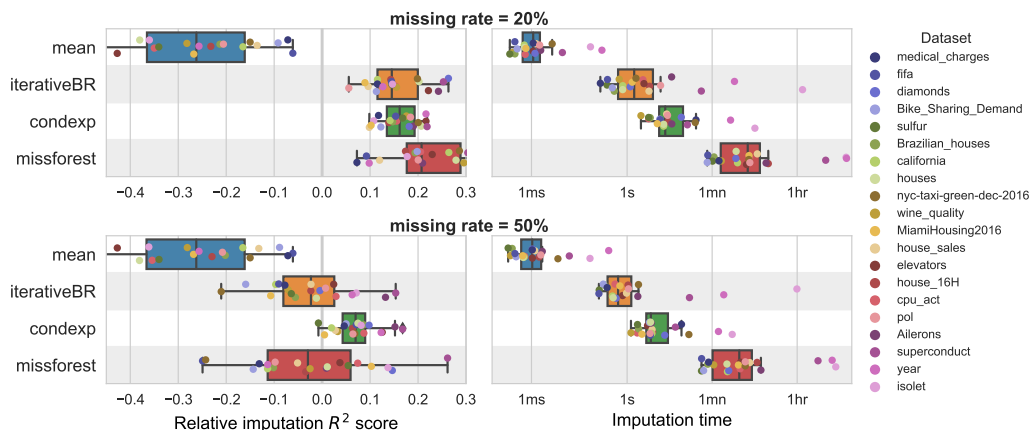 missing rate = 20%
mean
iterativeBR
condexp
missforest
−0.4 −0.3 −0.2 −0.1 0.0 0.1 0.2 0.3
1ms 1s 1mn 1hr
missing rate = 50%
mean
iterativeBR
condexp
missforest
−0.4 −0.3 −0.2 −0.1 0.0 0.1 0.2 0.3
1ms 1s 1mn 1hr
Relative imputation R² score
Imputation time
Dataset
medical_charges
fifa
diamonds
Bike_Sharing_Demand
sulfur
Brazilian_houses
california
houses
nyc-taxi-green-dec-2016
wine_quality
MiamiHousing2016
house_sales
elevators
house_16H
cpu_act
pol
Ailerons
superconduct
year
isolet